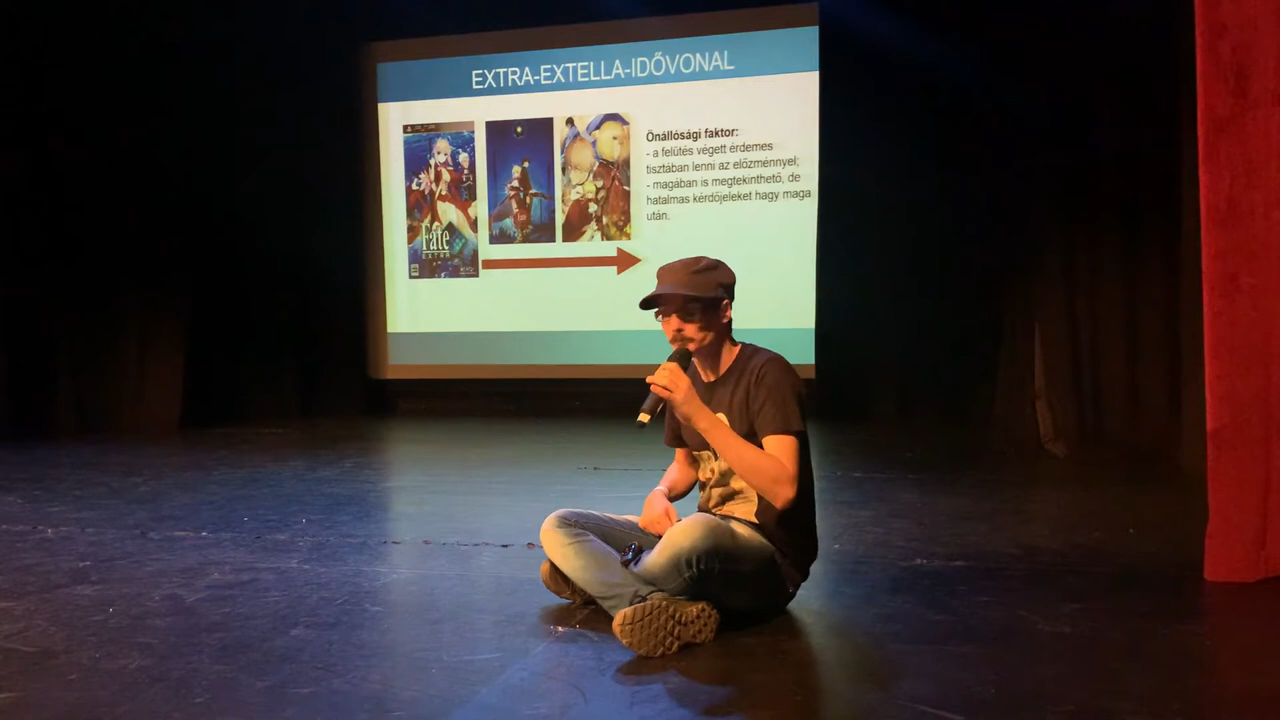 EXTRA-EXTELLA-IDŐVONAL
Önállósági faktor:
- a felütés végett érdemes
tisztában lenni az előzménnyel;
- magában is megtekinthető, de
hatalmas kérdőjeleket hagy maga
után.
Fate
EXTRA